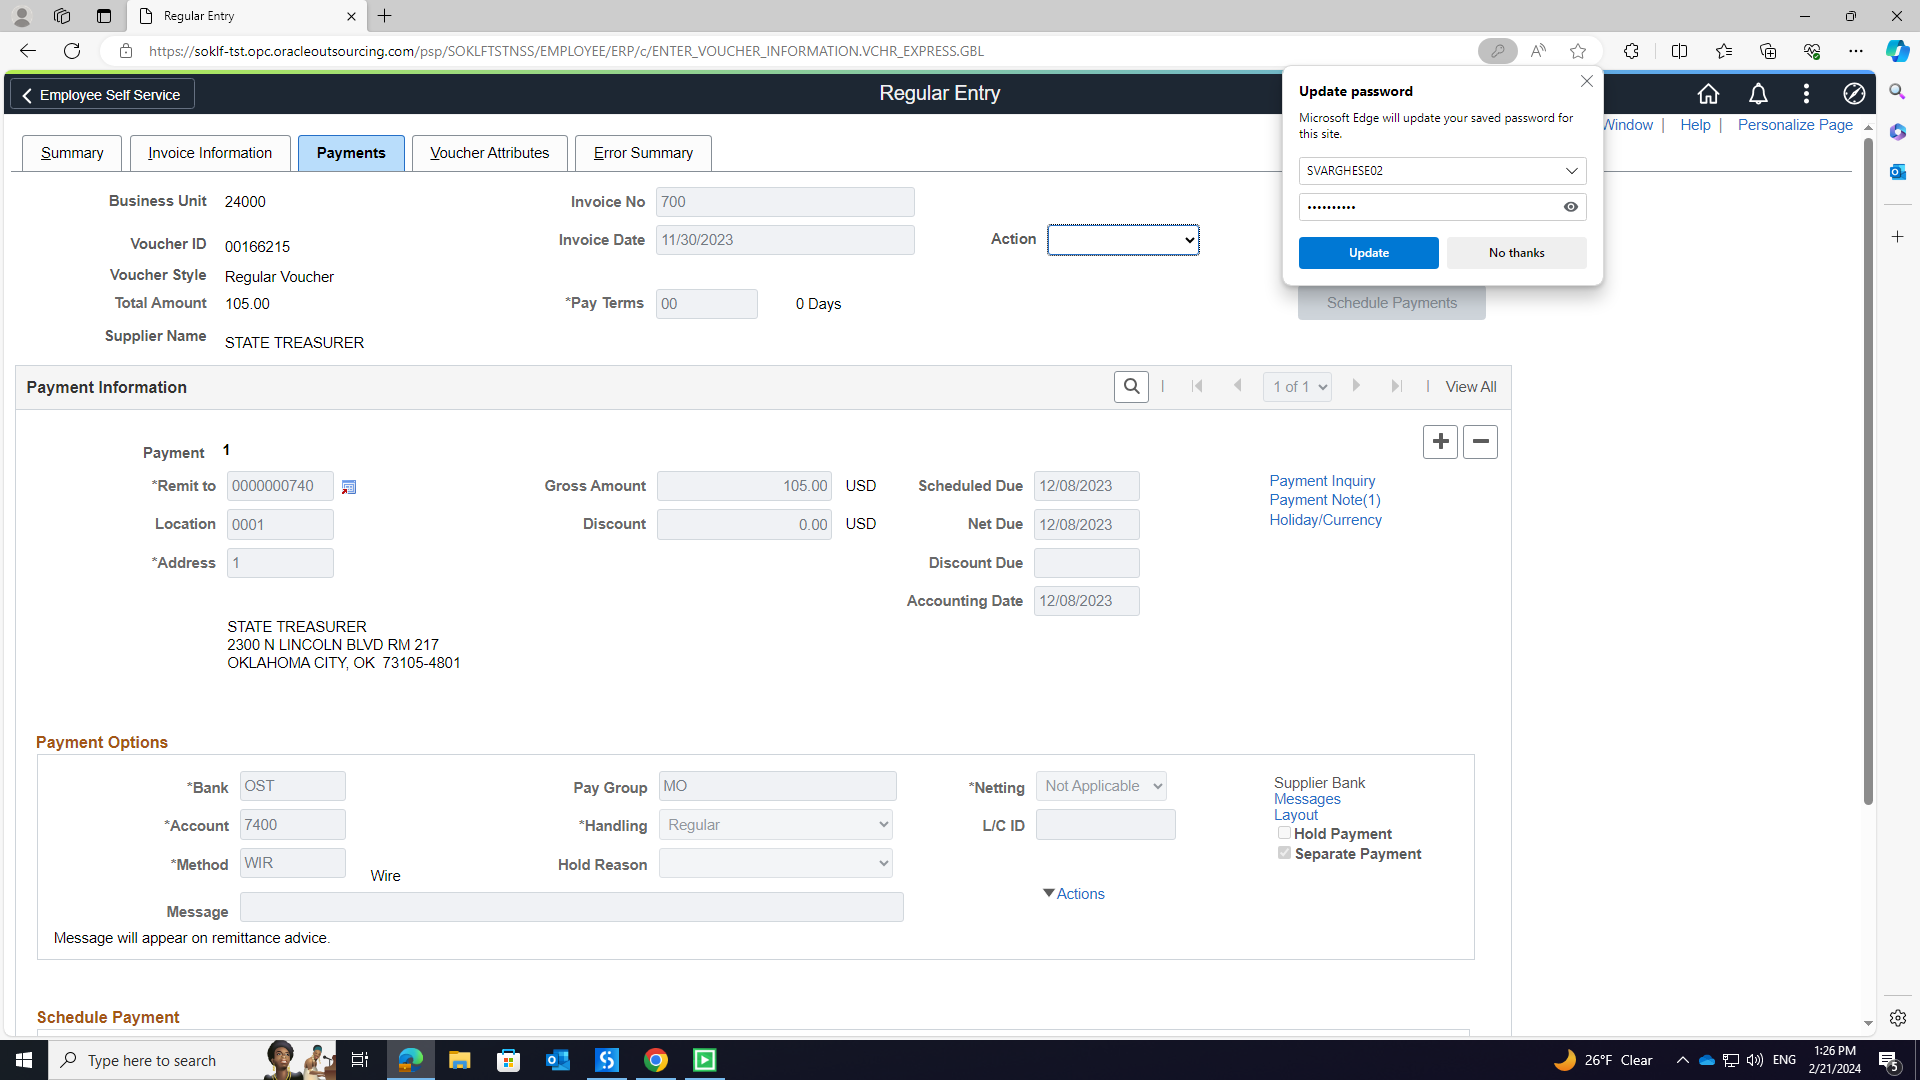 Regular Entry
https://soklf-tst.opc.oracleoutsourcing.com/psp/SOKLFTSTNSS/EMPLOYEE/ERP/c/ENTER_VOUCHER_INFORMATION.VCHR_EXPRESS.GBL
Employee Self Service
Regular Entry
Update password
Microsoft Edge will update your saved password for
this site.
SVARGHESE02
••••••••••
Update
No thanks
Window | Help | Personalize Page
Summary
Invoice Information
Payments
Voucher Attributes
Error Summary
Business Unit 24000
Invoice No 700
Voucher ID 00166215
Invoice Date 11/30/2023
Action
Voucher Style Regular Voucher
Total Amount 105.00
*Pay Terms 00 0 Days
Schedule Payments
Supplier Name STATE TREASURER
Payment Information
1 of 1
View All
Payment 1
*Remit to 0000000740
Gross Amount 105.00 USD
Scheduled Due 12/08/2023
Payment Inquiry
Payment Note(1)
Location 0001
Discount 0.00 USD
Net Due 12/08/2023
Holiday/Currency
*Address 1
Discount Due
Accounting Date 12/08/2023
STATE TREASURER
2300 N LINCOLN BLVD RM 217
OKLAHOMA CITY, OK 73105-4801
Payment Options
*Bank OST
Pay Group MO
*Netting Not Applicable
Supplier Bank
Messages
Layout
*Account 7400
*Handling Regular
L/C ID
Hold Payment
Separate Payment
*Method WIR
Wire
Hold Reason
Actions
Message
Message will appear on remittance advice.
Schedule Payment
Type here to search
26°F Clear
ENG
1:26 PM
2/21/2024
5